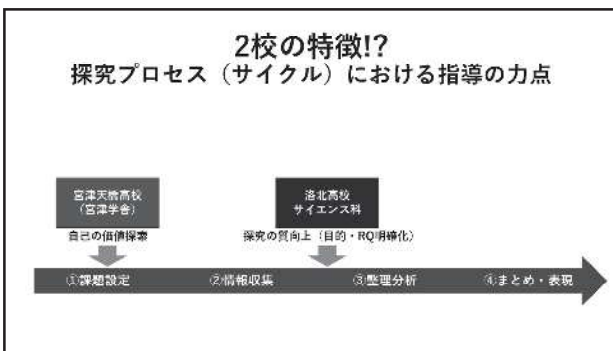 2校の特徴!?
探究プロセス（サイクル）における指導の力点
宮津天橋高校
（宮津学舎）
洛北高校
サイエンス科
自己の価値探索
探究の質向上（目的・RQ明確化）
①課題設定
②情報収集
③整理分析
④まとめ・表現